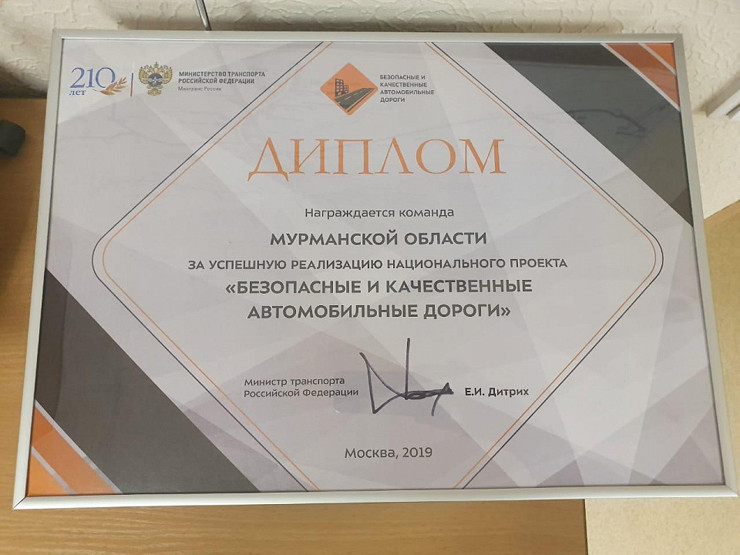 210
лет
МИНИСТЕРСТВО ТРАНСПОРТА
РОССИЙСКОЙ ФЕДЕРАЦИИ
Минтранс России
БЕЗОПАСНЫЕ И
КАЧЕСТВЕННЫЕ
АВТОМОБИЛЬНЫЕ
ДОРОГИ
ДИПЛОМ
Награждается команда
МУРМАНСКОЙ ОБЛАСТИ
ЗА УСПЕШНУЮ РЕАЛИЗАЦИЮ НАЦИОНАЛЬНОГО ПРОЕКТА
«БЕЗОПАСНЫЕ И КАЧЕСТВЕННЫЕ
АВТОМОБИЛЬНЫЕ ДОРОГИ»
Министр транспорта
Российской Федерации
Е.И. Дитрих
Москва, 2019